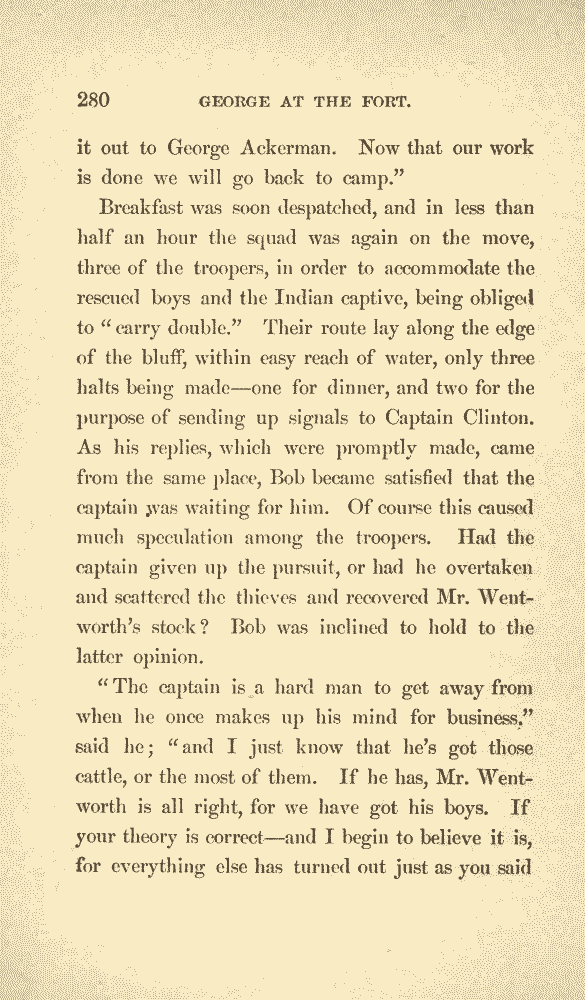 280 GEORGE AT THE FORT.
it out to George Ackerman. Now that our work
is done we will go back to camp.”
Breakfast was soon despatched, and in less than
half an hour the squad was again on the move,
three of the troopers, in order to accommodate the
rescued boys and the Indian captive, being obliged
to “carry double.” Their route lay along the edge
of the bluff, within easy reach of water, only three
halts being made—one for dinner, and two for the
purpose of sending up signals to Captain Clinton.
As his replies, which were promptly made, came
from the same place, Bob became satisfied that the
captain was waiting for him. Of course this caused
much speculation among the troopers. Had the
captain given up the pursuit, or had he overtaken
and scattered the thieves and recovered Mr. Went-
worth’s stock? Bob was inclined to hold to the
latter opinion.
“The captain is a hard man to get away from
when he once makes up his mind for business,”
said he; “and I just know that he’s got those
cattle, or the most of them. If he has, Mr. Went-
worth is all right, for we have got his boys. If
your theory is correct—and I begin to believe it is,
for everything else has turned out just as you said